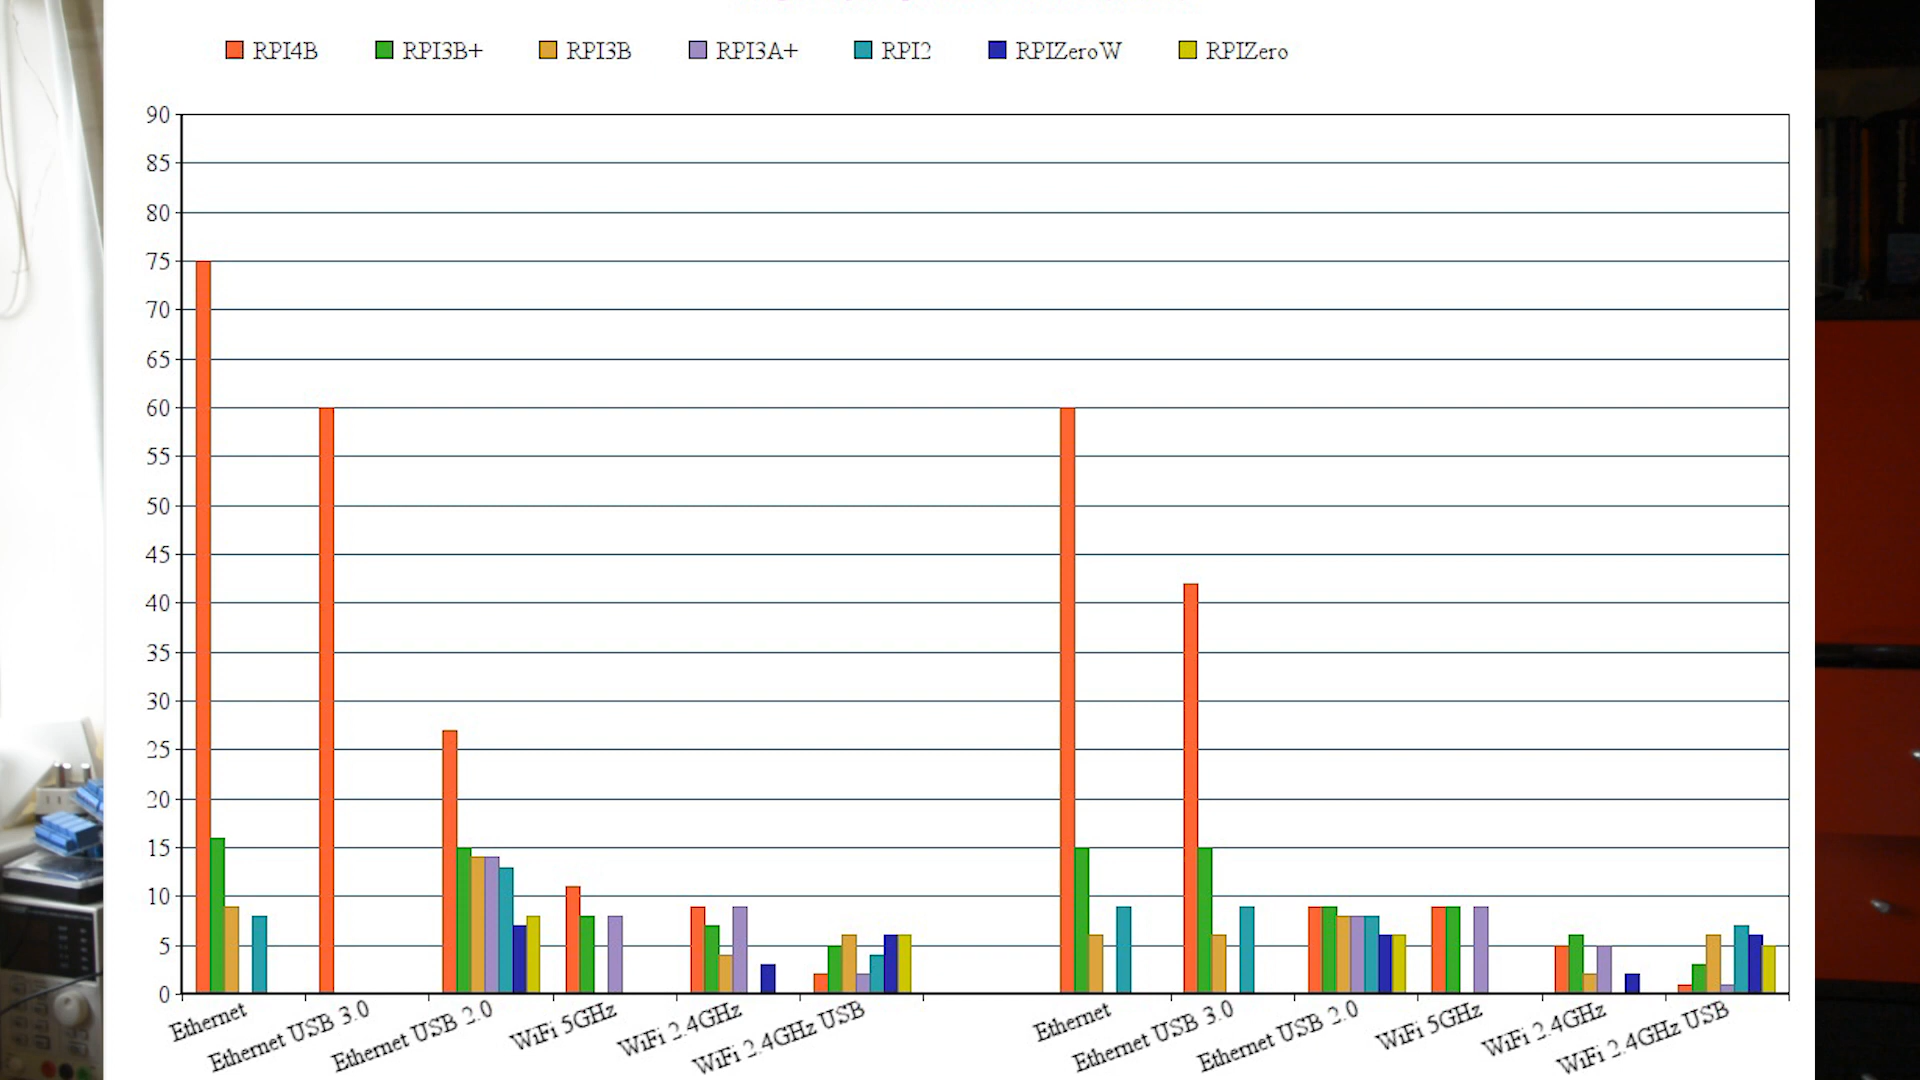 RPI4B RPI3B+ RPI3B RPI3A+ RPI2 RPIZeroW RPIZero
90
85
80
75
70
65
60
55
50
45
40
35
30
25
20
15
10
5
0
Ethernet
Ethernet USB 3.0
Ethernet USB 2.0
WiFi 5GHz
WiFi 2.4GHz
WiFi 2.4GHz USB
Ethernet
Ethernet USB 3.0
Ethernet USB 2.0
WiFi 5GHz
WiFi 2.4GHz
WiFi 2.4GHz USB